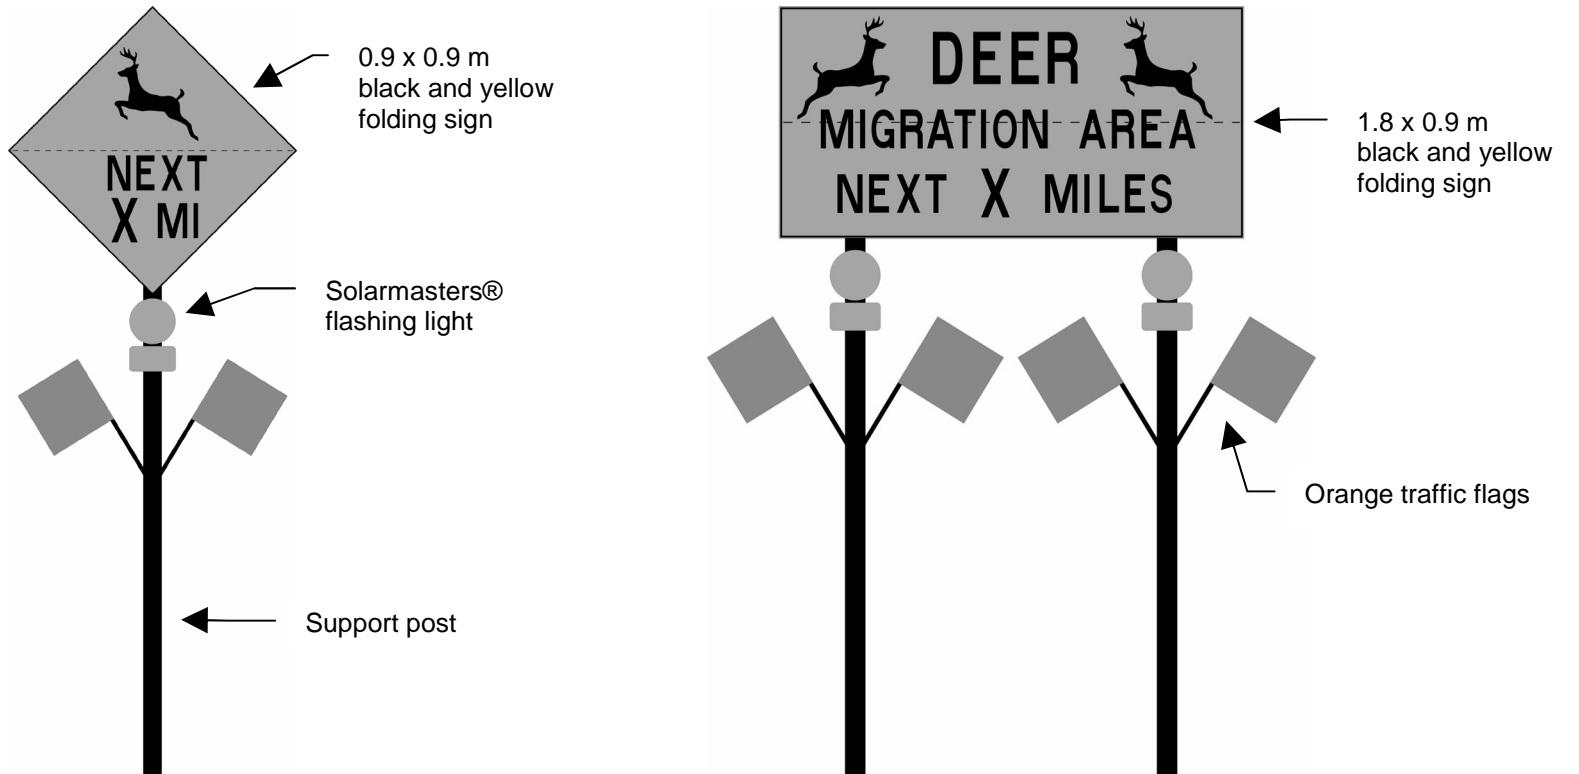 0.9 x 0.9 m
black and yellow
folding sign
NEXT
X MI
Solarmasters®
flashing light
Support post
DEER
MIGRATION AREA
NEXT X MILES
1.8 x 0.9 m
black and yellow
folding sign
Orange traffic flags